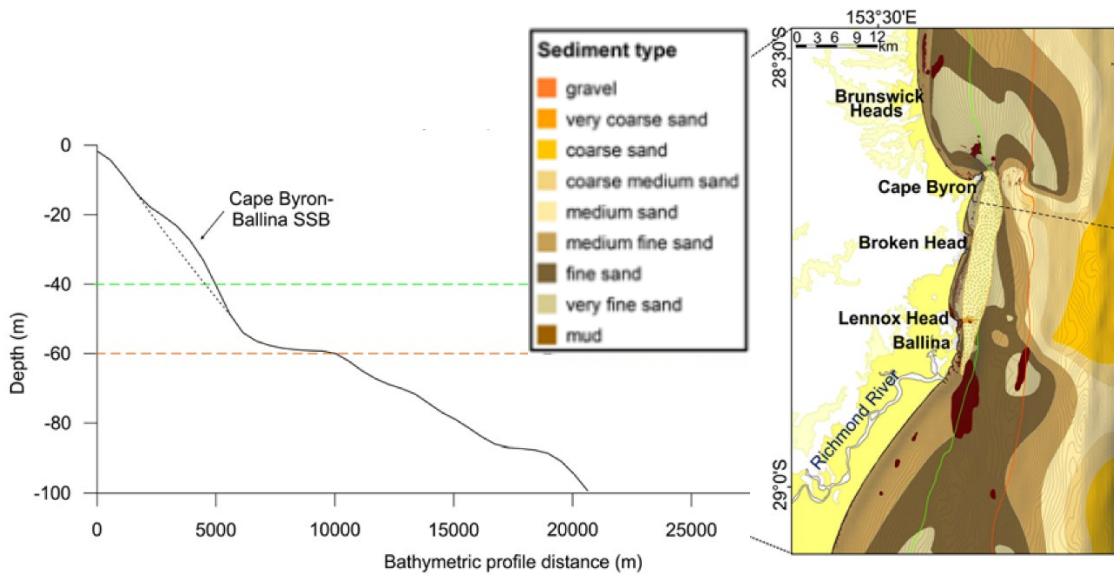 0
-20
-40
-60
-80
-100
Depth (m)
0
5000
10000
15000
20000
25000
Bathymetric profile distance (m)
Cape Byron-
Ballina SSB
Sediment type
gravel
very coarse sand
coarse sand
coarse medium sand
medium sand
medium fine sand
fine sand
very fine sand
mud
153°30'E
0 3 6 9 12
km
28°30'S
Brunswick
Heads
Cape Byron
Broken Head
Lennox Head
Ballina
Richmond River
29°0'S